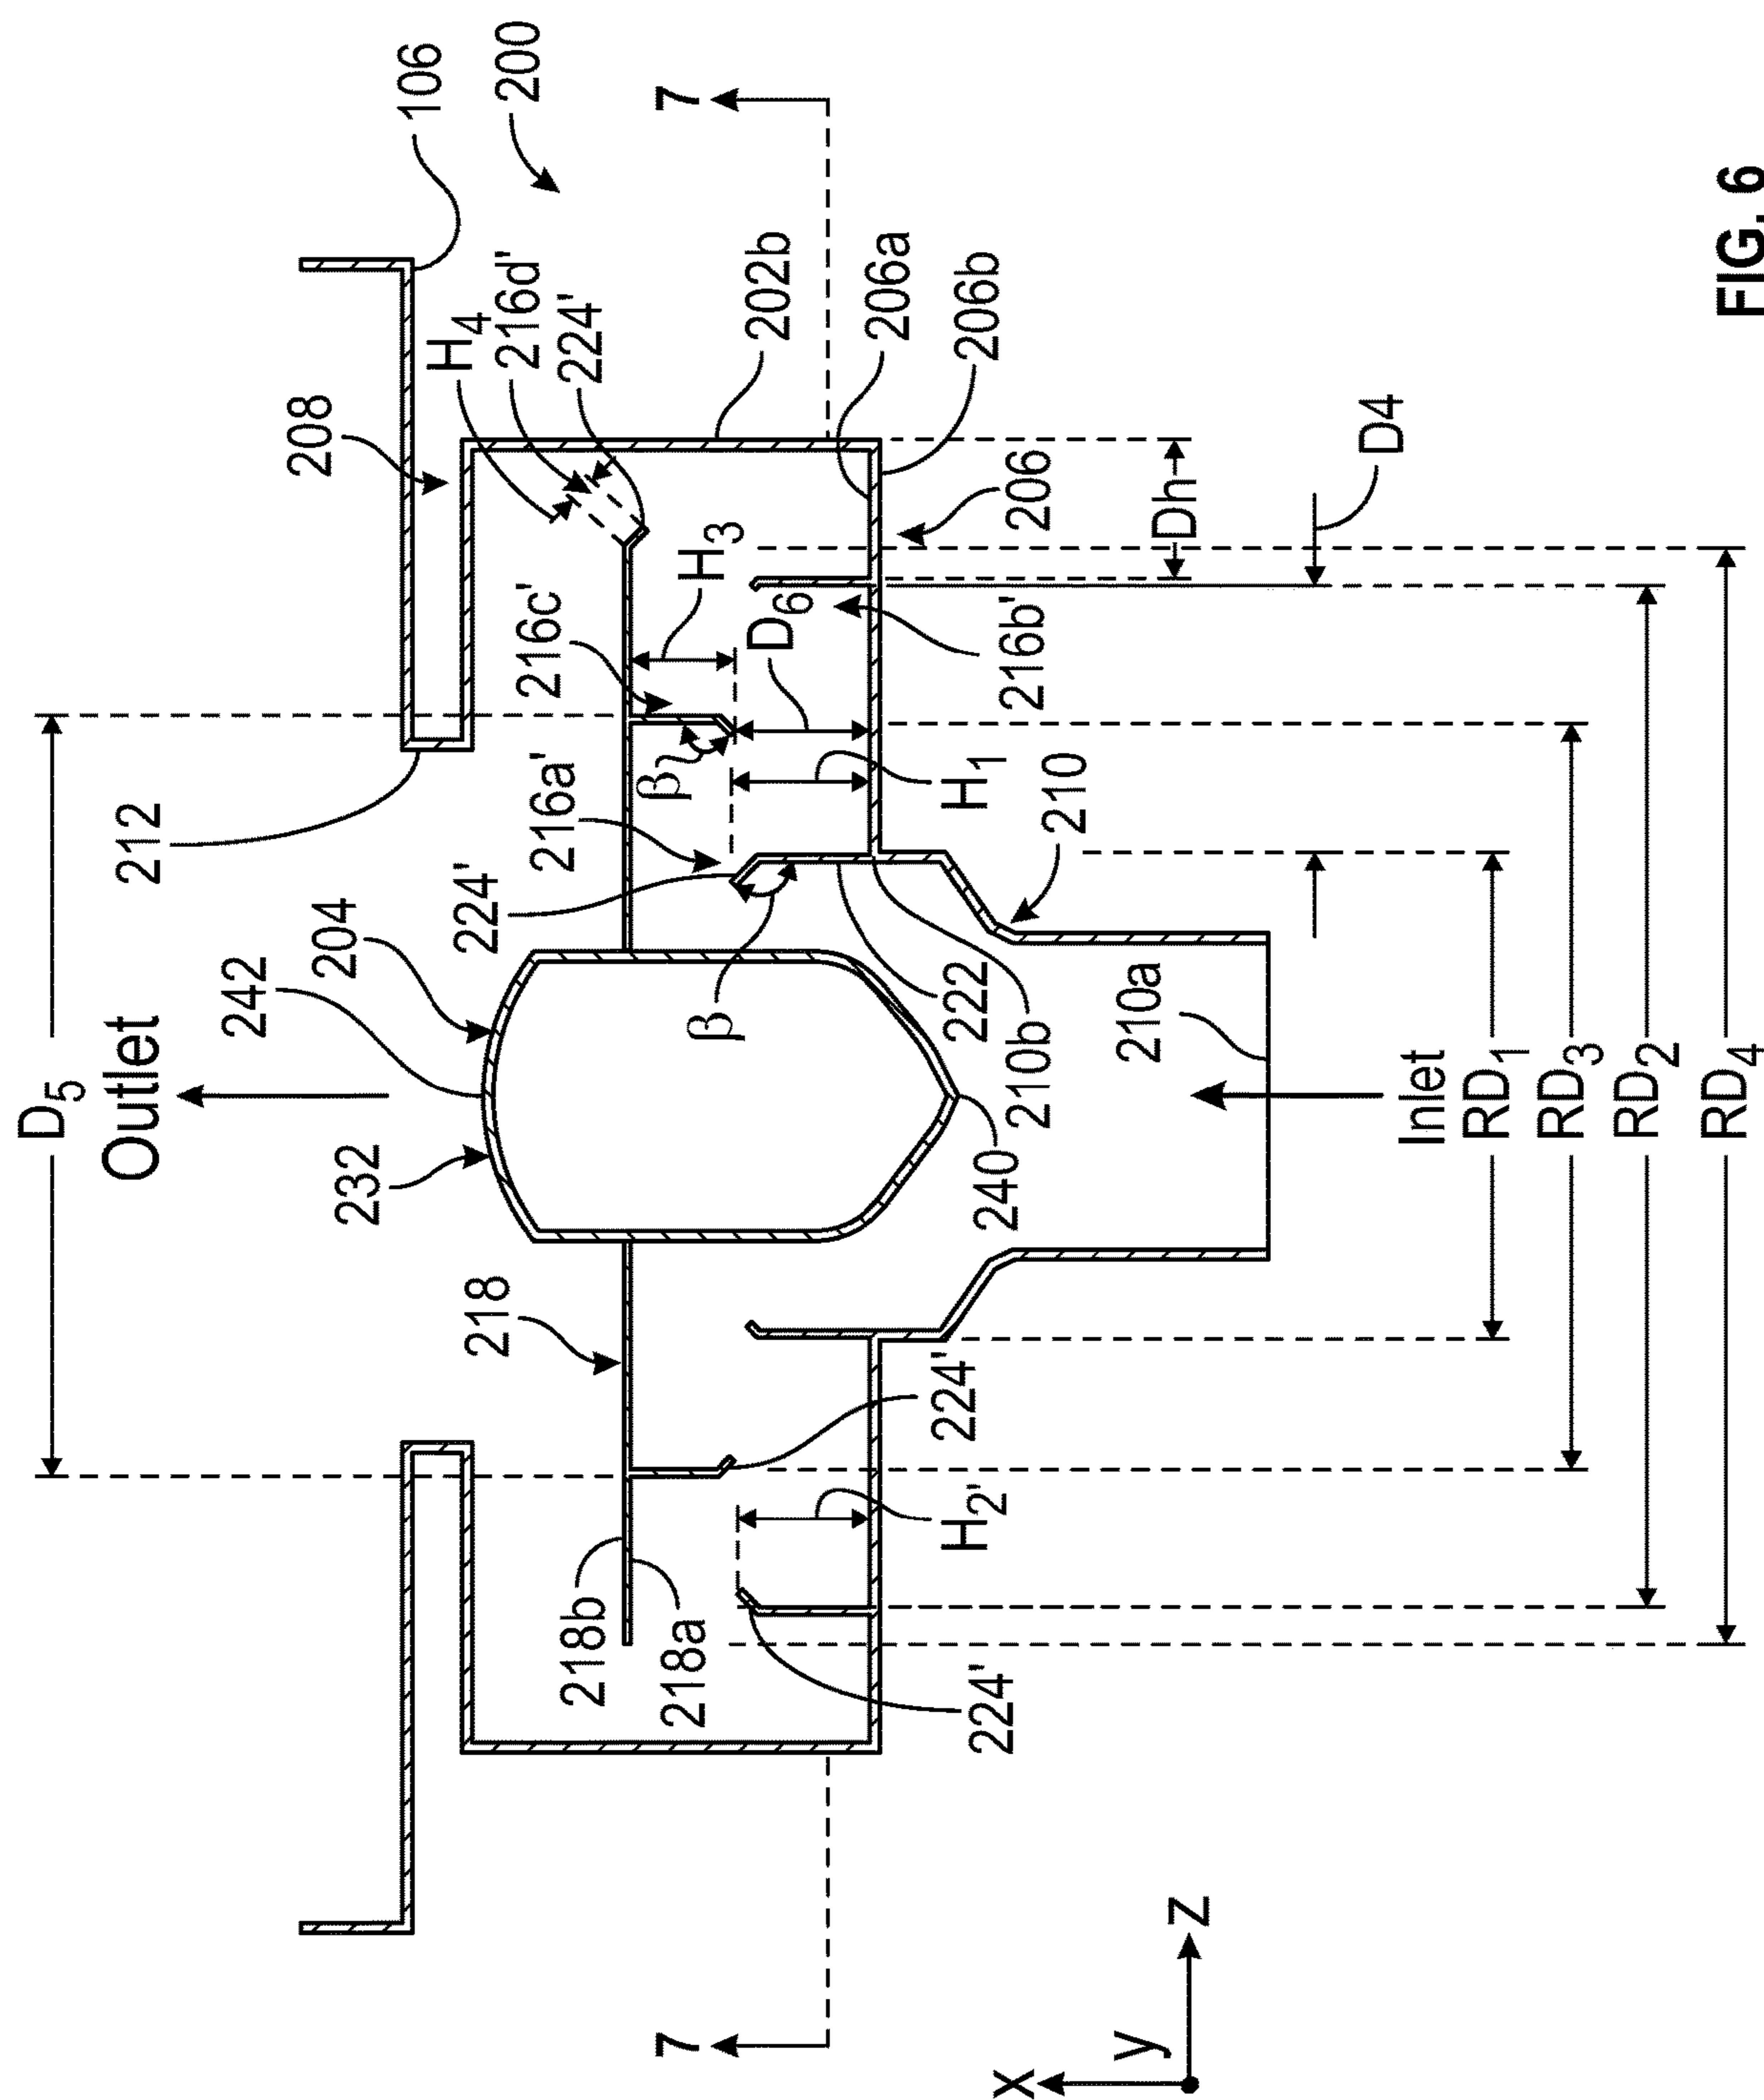 D5
Outlet
106
200
208
H4
216d'
224'
212
204
242
232
7
202b
206a
206b
216c'
H3
216a'
224'
β
D6
218
206
Dh
D4
β
216b'
H1
210
218b
218a
224'
H2'
224'
222
210b
240
210a
7
Inlet
RD1
RD3
RD2
RD4
x
y
z
FIG. 6